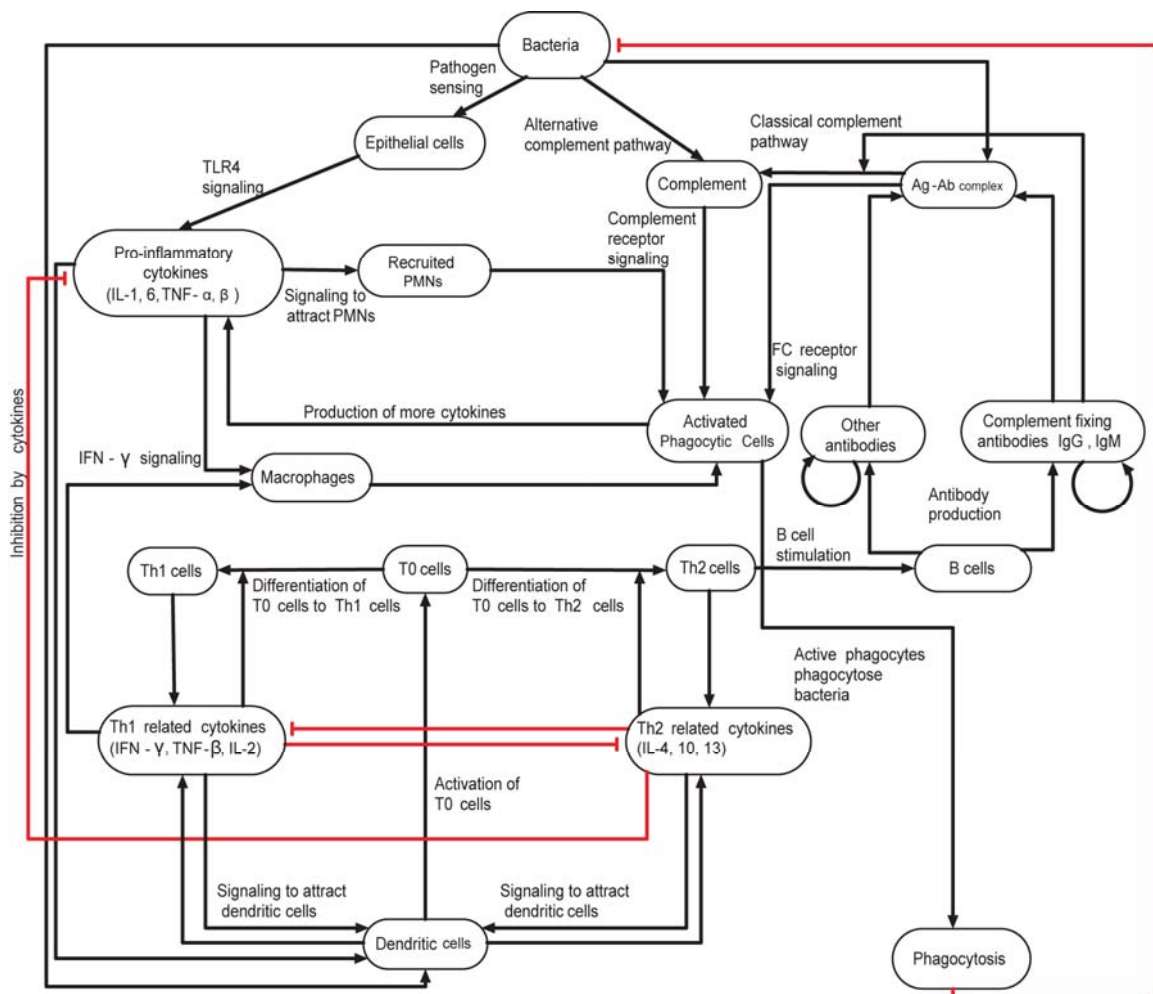 Bacteria
Pathogen
sensing
Epithelial cells
Alternative
complement pathway
Classical complement
pathway
TLR4
signaling
Complement
Ag-Ab complex
Pro-inflammatory
cytokines
(IL-1, 6, TNF- α, β )
Recruited
PMNs
Signaling to
attract PMNs
Complement
receptor
signaling
FC receptor
signaling
Inhibition by cytokines
Production of more cytokines
Activated
Phagocytic Cells
Other
antibodies
Complement fixing
antibodies IgG , IgM
IFN - γ signaling
Macrophages
Antibody
production
B cell
stimulation
Th1 cells
T0 cells
Th2 cells
B cells
Differentiation of
T0 cells to Th1 cells
Differentiation of
T0 cells to Th2 cells
Active phagocytes
phagocytose
bacteria
Th1 related cytokines
(IFN - γ, TNF-β, IL-2)
Th2 related cytokines
(IL-4, 10, 13)
Activation of
T0 cells
Signaling to attract
dendritic cells
Signaling to attract
dendritic cells
Dendritic cells
Phagocytosis